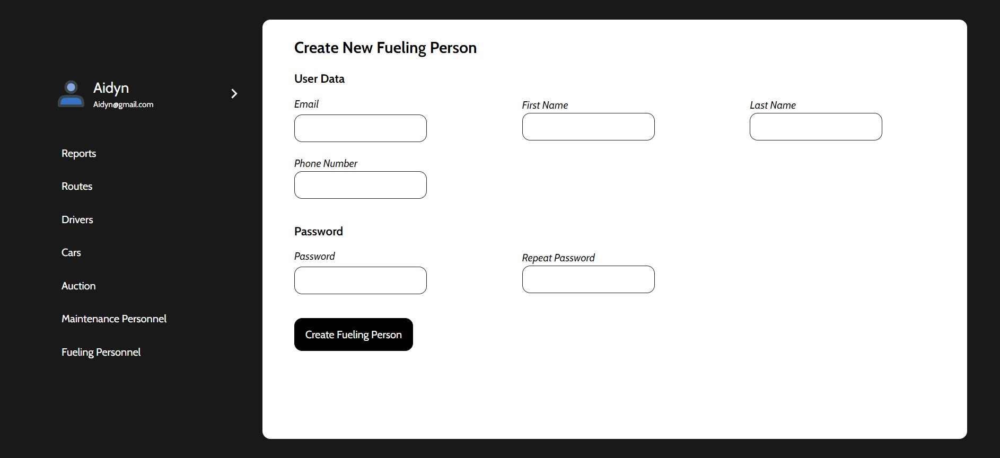 Aidyn
Aidyn@gmail.com
Reports
Routes
Drivers
Cars
Auction
Maintenance Personnel
Fueling Personnel
Create New Fueling Person
User Data
Email
First Name
Last Name
Phone Number
Password
Password
Repeat Password
Create Fueling Person